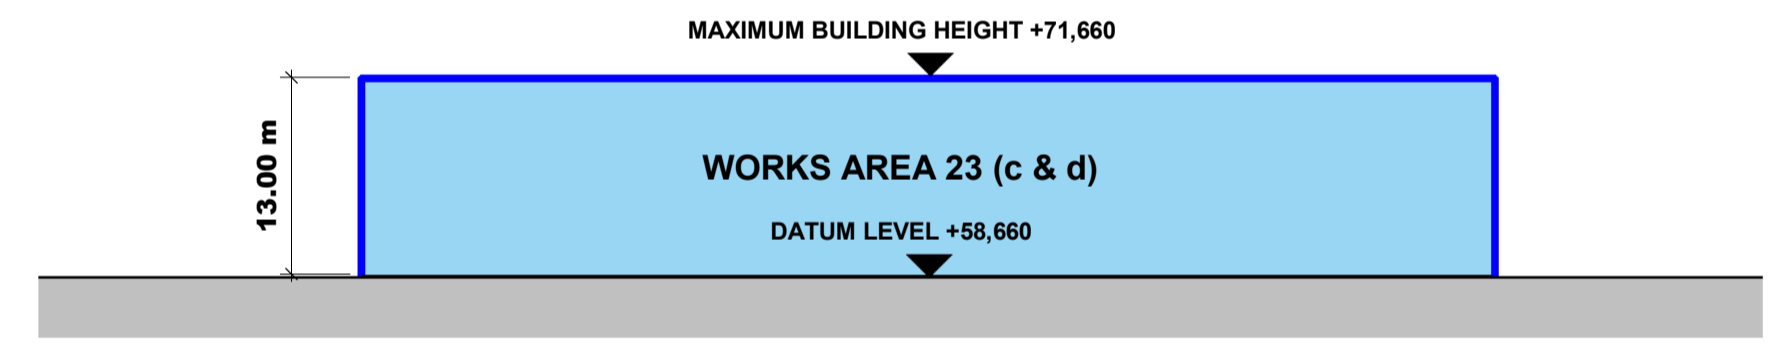 MAXIMUM BUILDING HEIGHT +71,660
13.00 m
WORKS AREA 23 (c & d)
DATUM LEVEL +58,660